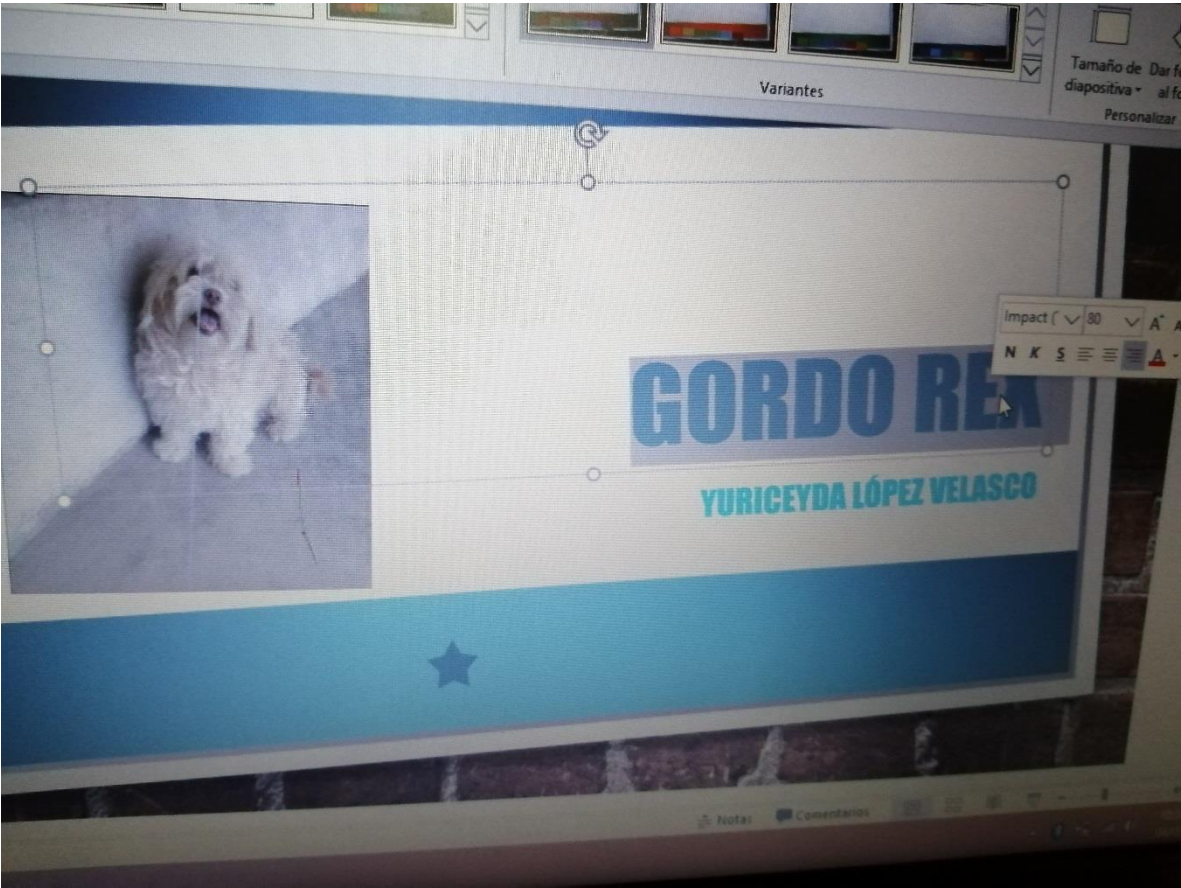 Variantes
Tamaño de
diapositiva
Personalizar
Impact ( 80 A A
N K S A
GORDO REX
YURICEYDA LÓPEZ VELASCO
Notas Comentarios